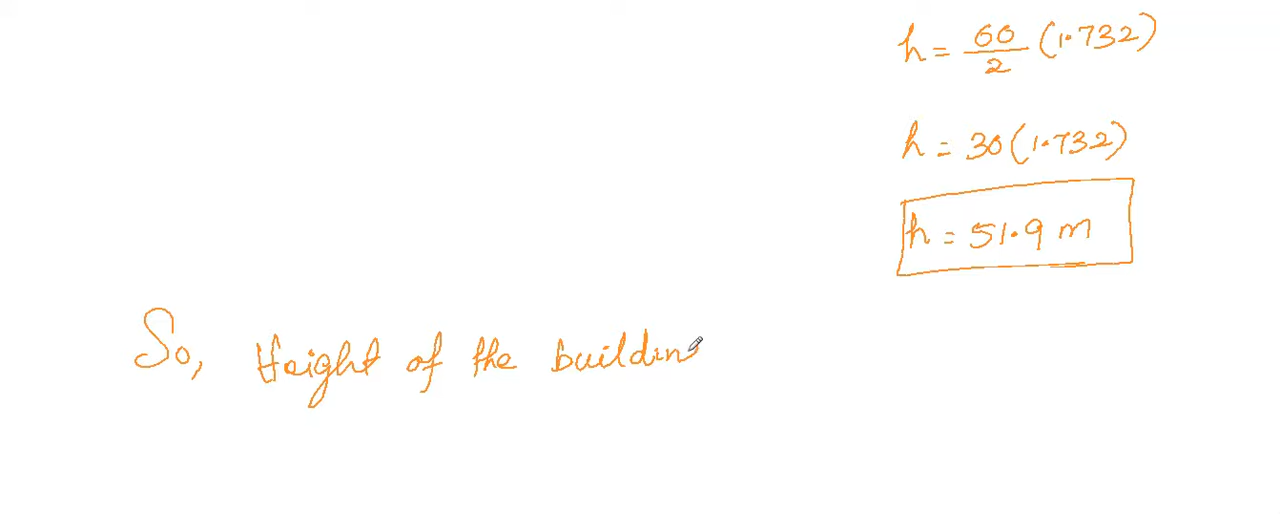 h = 60/2 (1.732)
h = 30(1.732)
h = 51.9 m
So, Height of the buildin